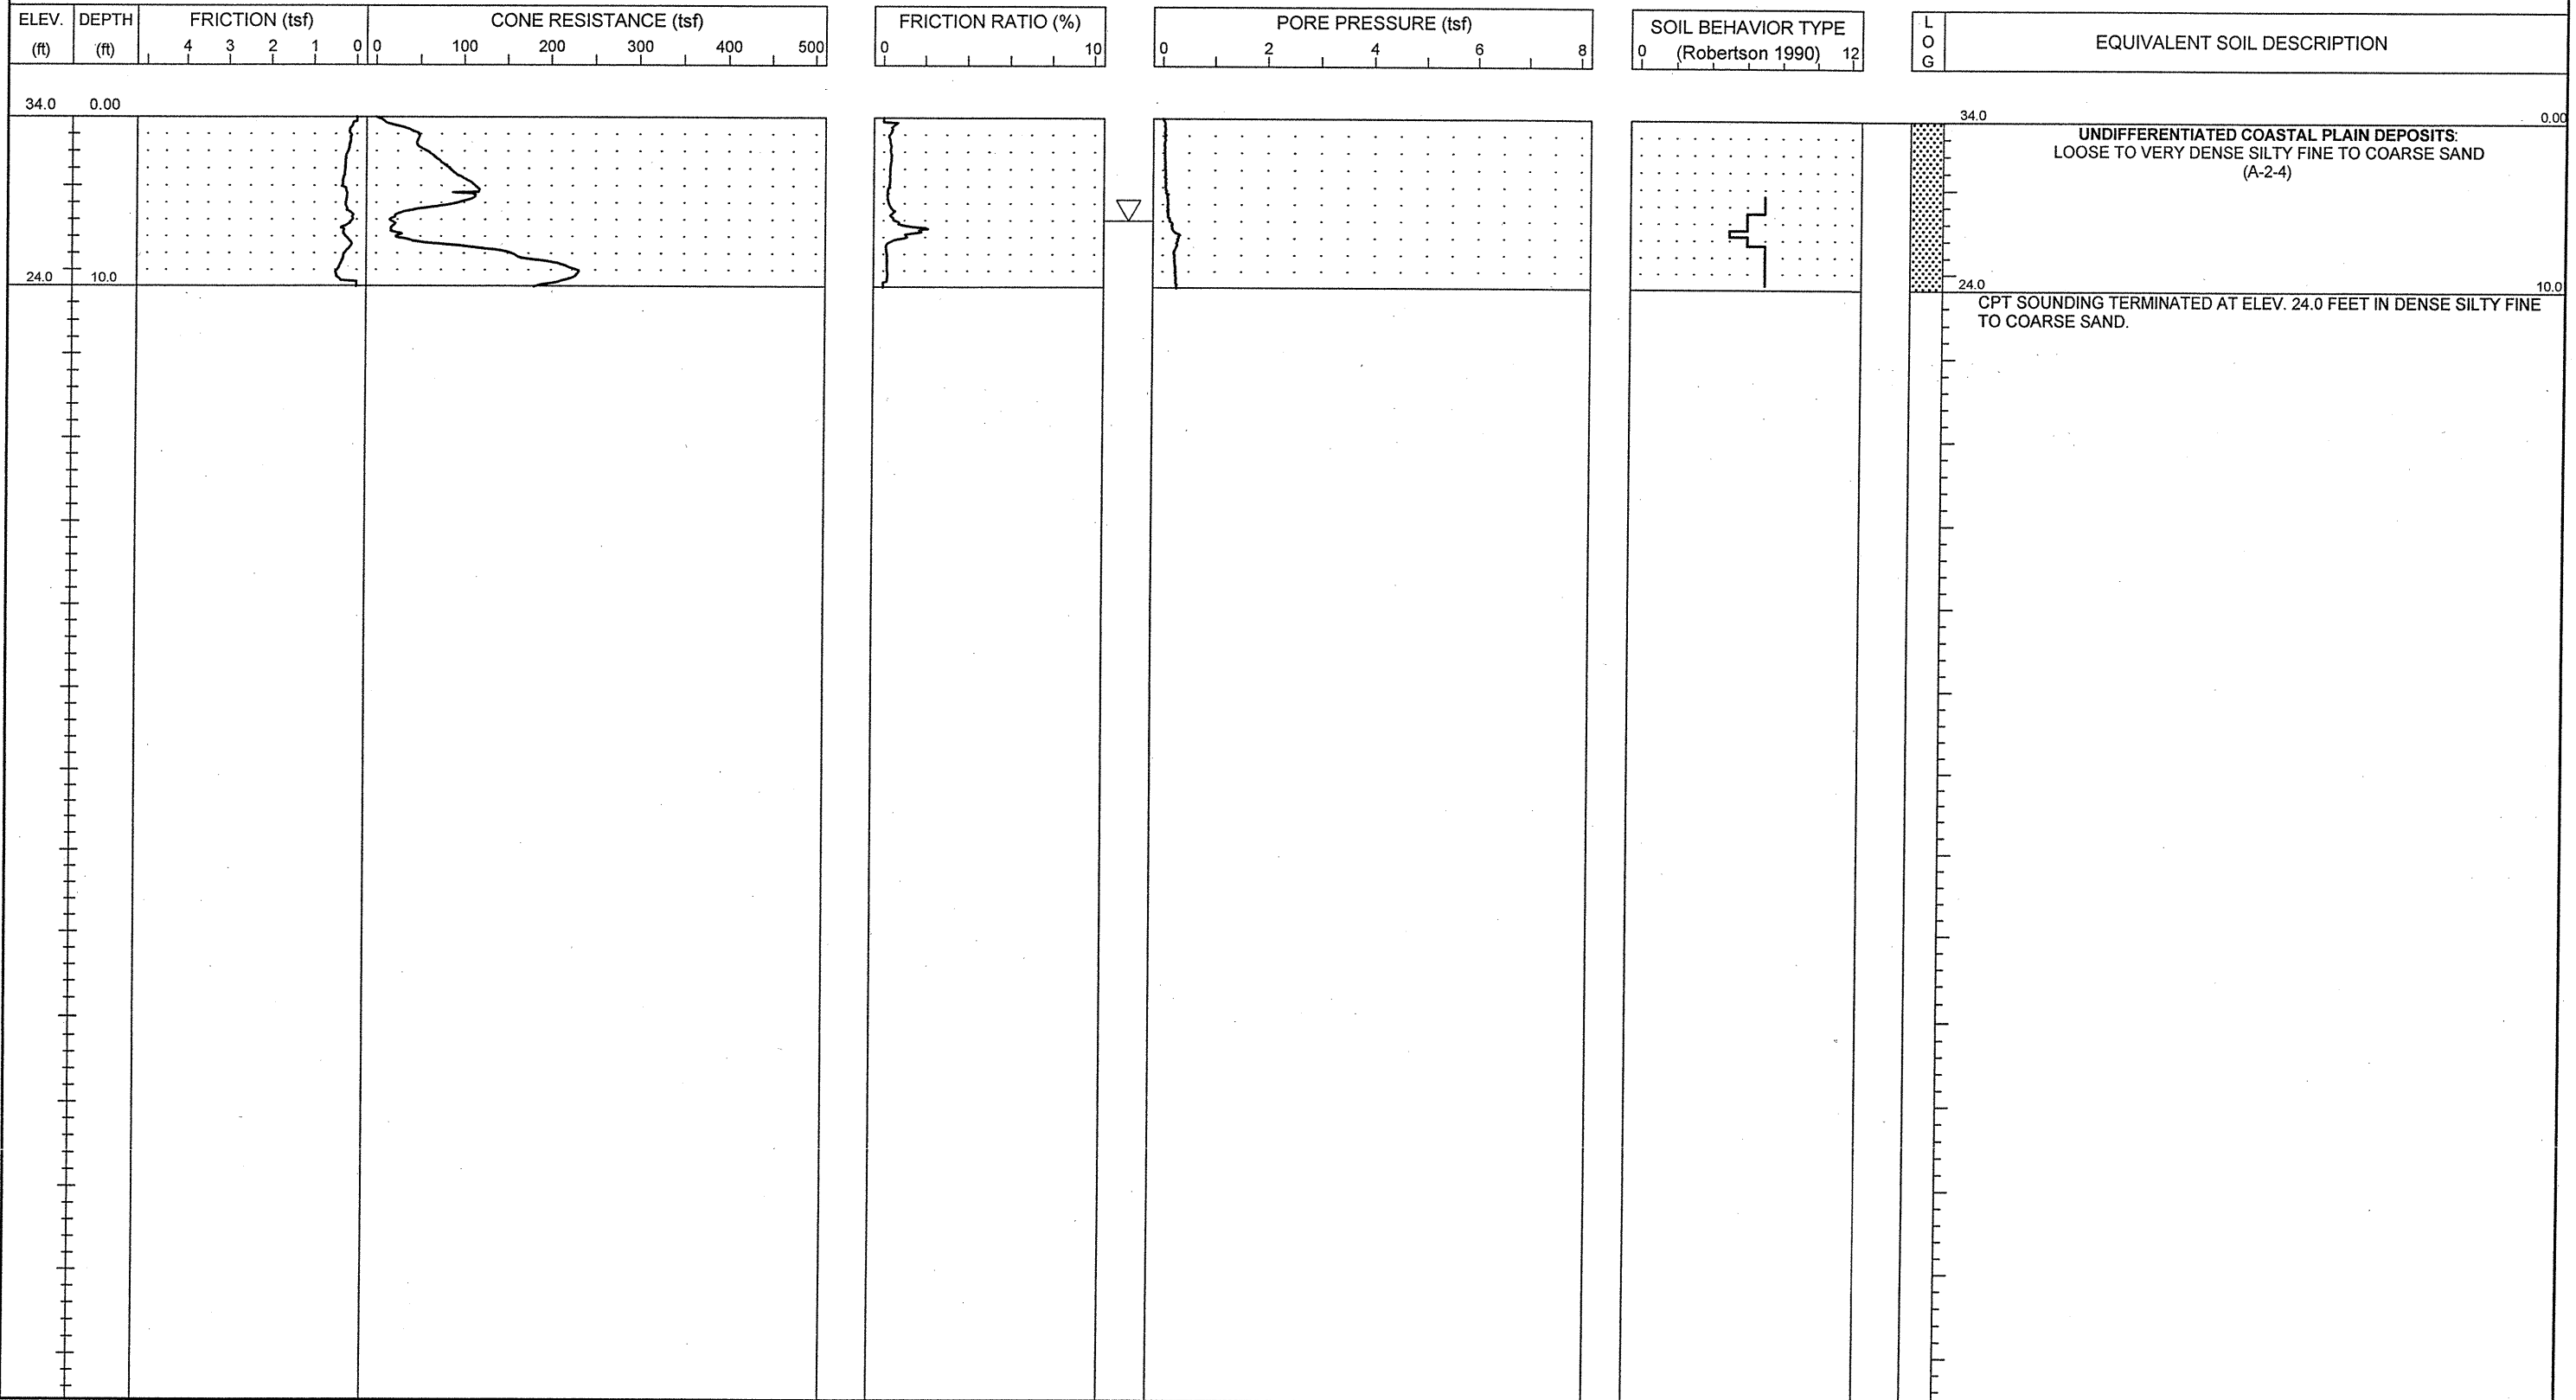 ELEV.
(ft)
DEPTH
(ft)
FRICTION (tsf)
4 3 2 1 0
CONE RESISTANCE (tsf)
0 100 200 300 400 500
FRICTION RATIO (%)
0 10
PORE PRESSURE (tsf)
0 2 4 6 8
SOIL BEHAVIOR TYPE
(Robertson 1990)
0 12
L
O
G
EQUIVALENT SOIL DESCRIPTION
34.0 0.00
34.0 0.00
UNDIFFERENTIATED COASTAL PLAIN DEPOSITS:
LOOSE TO VERY DENSE SILTY FINE TO COARSE SAND
(A-2-4)
24.0 10.0
24.0 10.0
CPT SOUNDING TERMINATED AT ELEV. 24.0 FEET IN DENSE SILTY FINE
TO COARSE SAND.